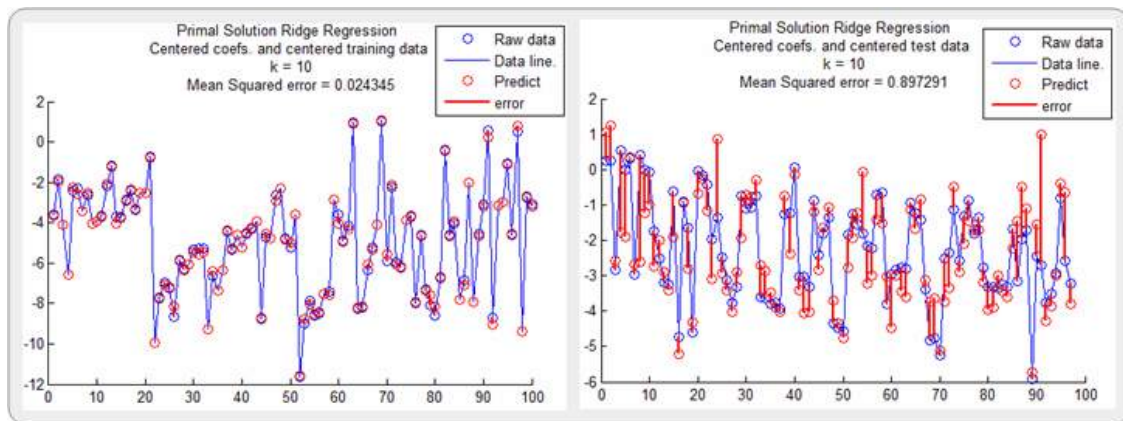 Primal Solution Ridge Regression
Centered coefs. and centered training data
k = 10
Mean Squared error = 0.024345
Raw data
Data line.
Predict
error
2
0
-2
-4
-6
-8
-10
-12
0 10 20 30 40 50 60 70 80 90 100
Primal Solution Ridge Regression
Centered coefs. and centered test data
k = 10
Mean Squared error = 0.897291
Raw data
Data line.
Predict
error
2
1
0
-1
-2
-3
-4
-5
-6
0 10 20 30 40 50 60 70 80 90 100